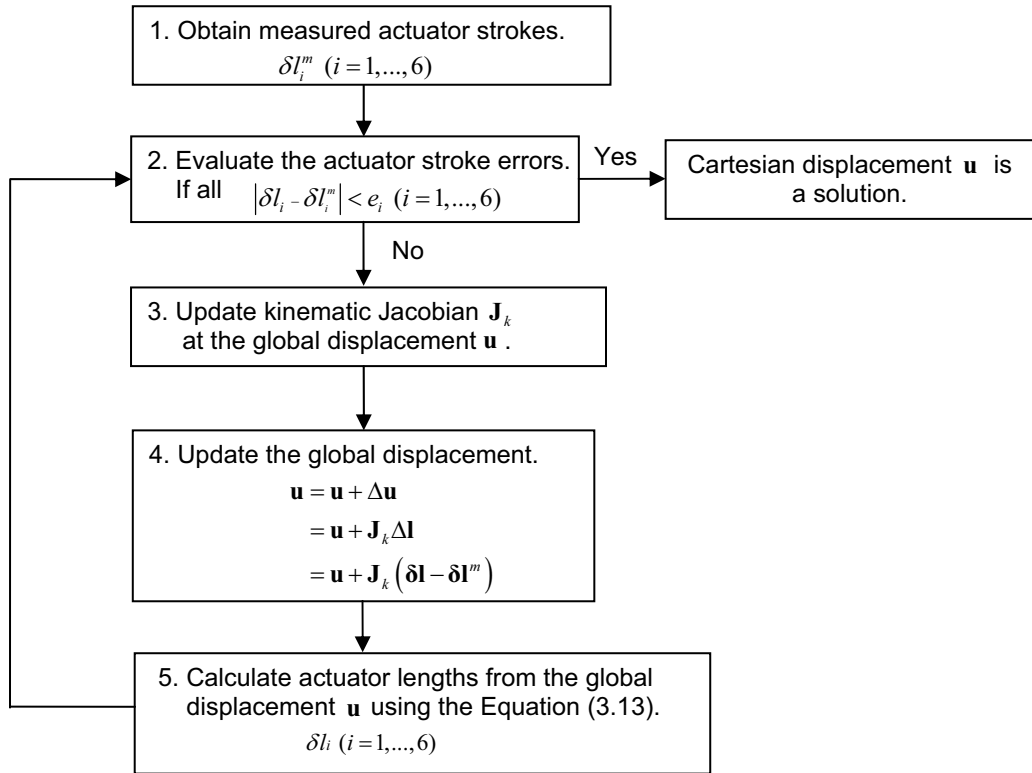 1. Obtain measured actuator strokes.
δl_i^m (i = 1,...,6)
2. Evaluate the actuator stroke errors.
If all |δl_i − δl_i^m| < e_i (i = 1,...,6)
Yes
Cartesian displacement u is
a solution.
No
3. Update kinematic Jacobian J_k
at the global displacement u .
4. Update the global displacement.
u = u + Δu
= u + J_k Δl
= u + J_k (δl − δl^m)
5. Calculate actuator lengths from the global
displacement u using the Equation (3.13).
δl_i (i = 1,...,6)